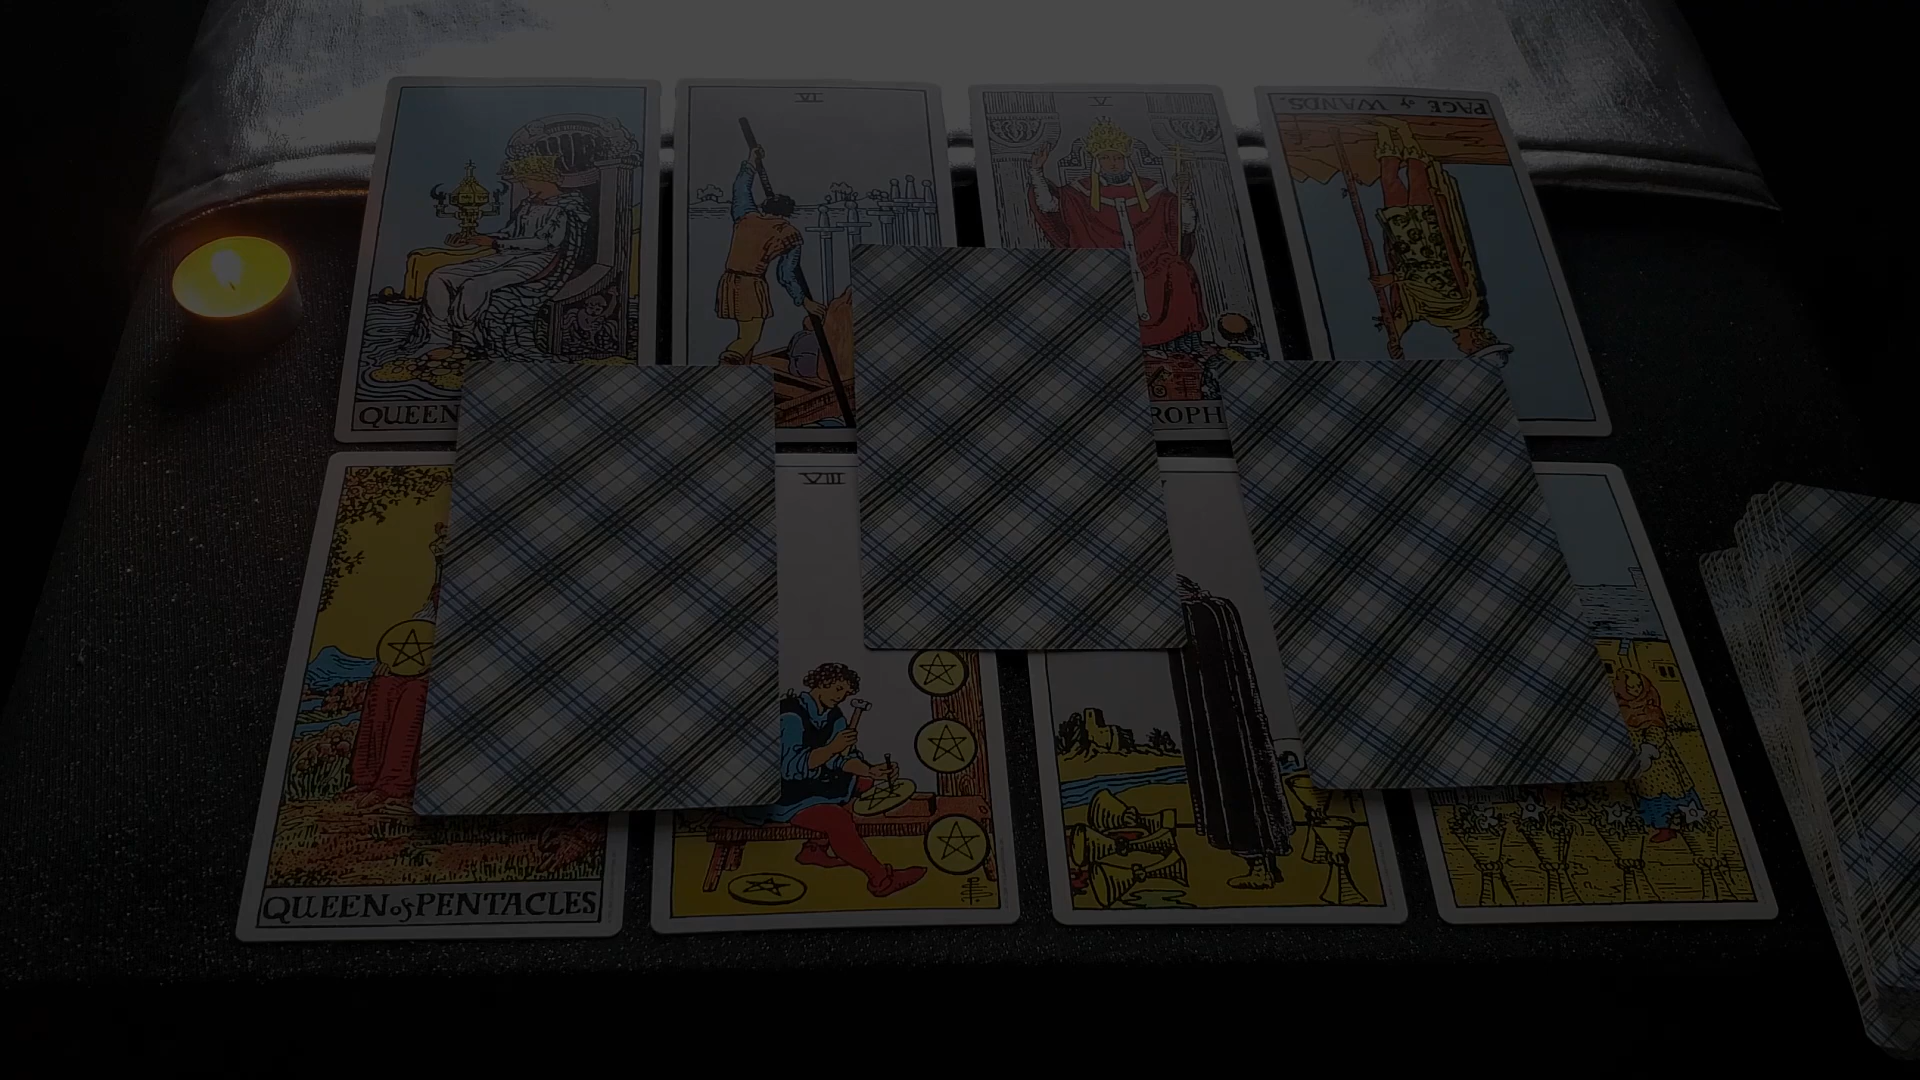 VI
V
PAGE of WANDS.
QUEEN
ROPH
VIII
QUEEN of PENTACLES